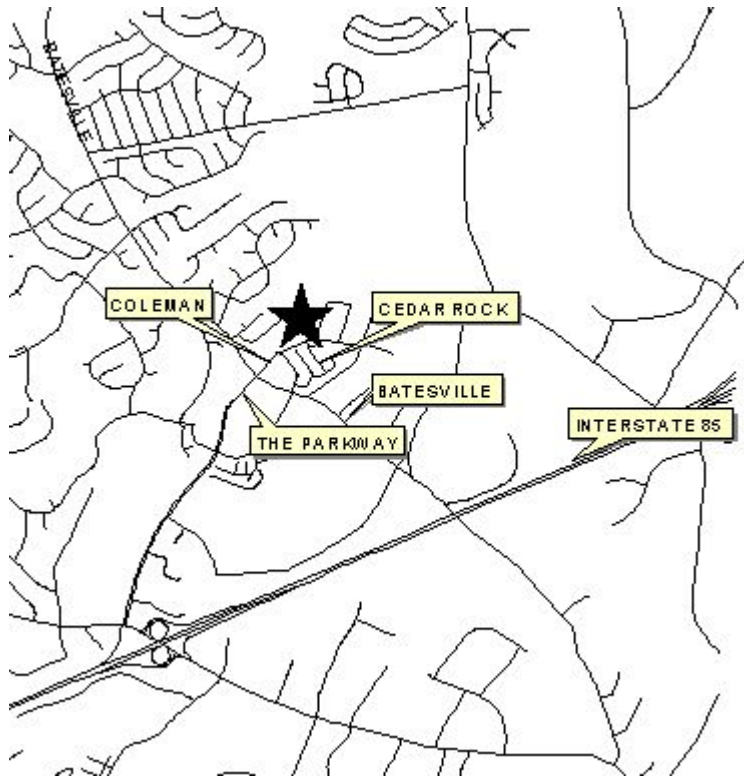 BATESVILLE
COLEMAN
CEDAR ROCK
BATESVILLE
THE PARKWAY
INTERSTATE 85